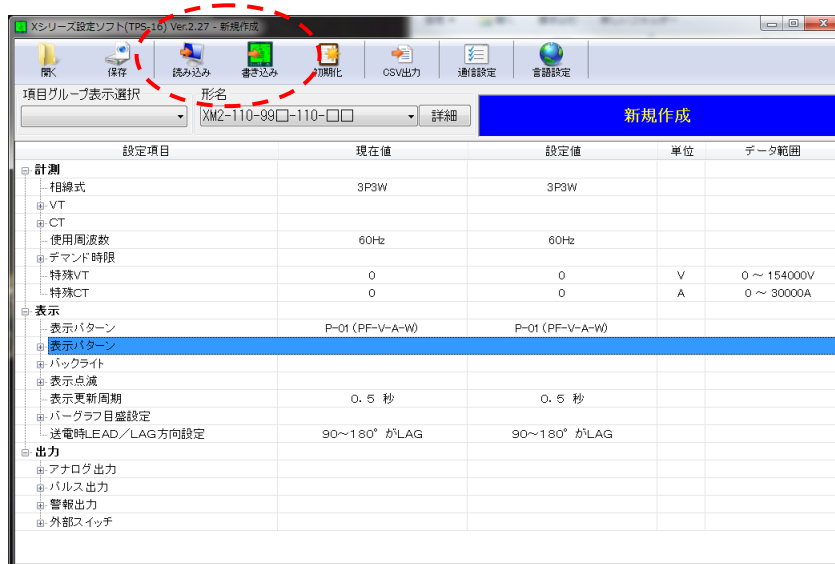 Xシリーズ設定ソフト(TPS-16) Ver.2.27 - 新規作成
開く 保存 読み込み 書き込み 初期化 CSV出力 通信設定 言語設定
項目グループ表示選択 形名
XM2-110-99□-110-□□ 詳細 新規作成
設定項目 現在値 設定値 単位 データ範囲
計測
相線式 3P3W 3P3W
VT
CT
使用周波数 60Hz 60Hz
デマンド時限
特殊VT 0 0 V 0 ～ 154000V
特殊CT 0 0 A 0 ～ 30000A
表示
表示パターン P-01(PF-V-A-W) P-01(PF-V-A-W)
表示パターン
バックライト
表示点滅
表示更新周期 0.5 秒 0.5 秒
バーグラフ目盛設定
送電時LEAD／LAG方向設定 90～180° がLAG 90～180° がLAG
出力
アナログ出力
パルス出力
警報出力
外部スイッチ